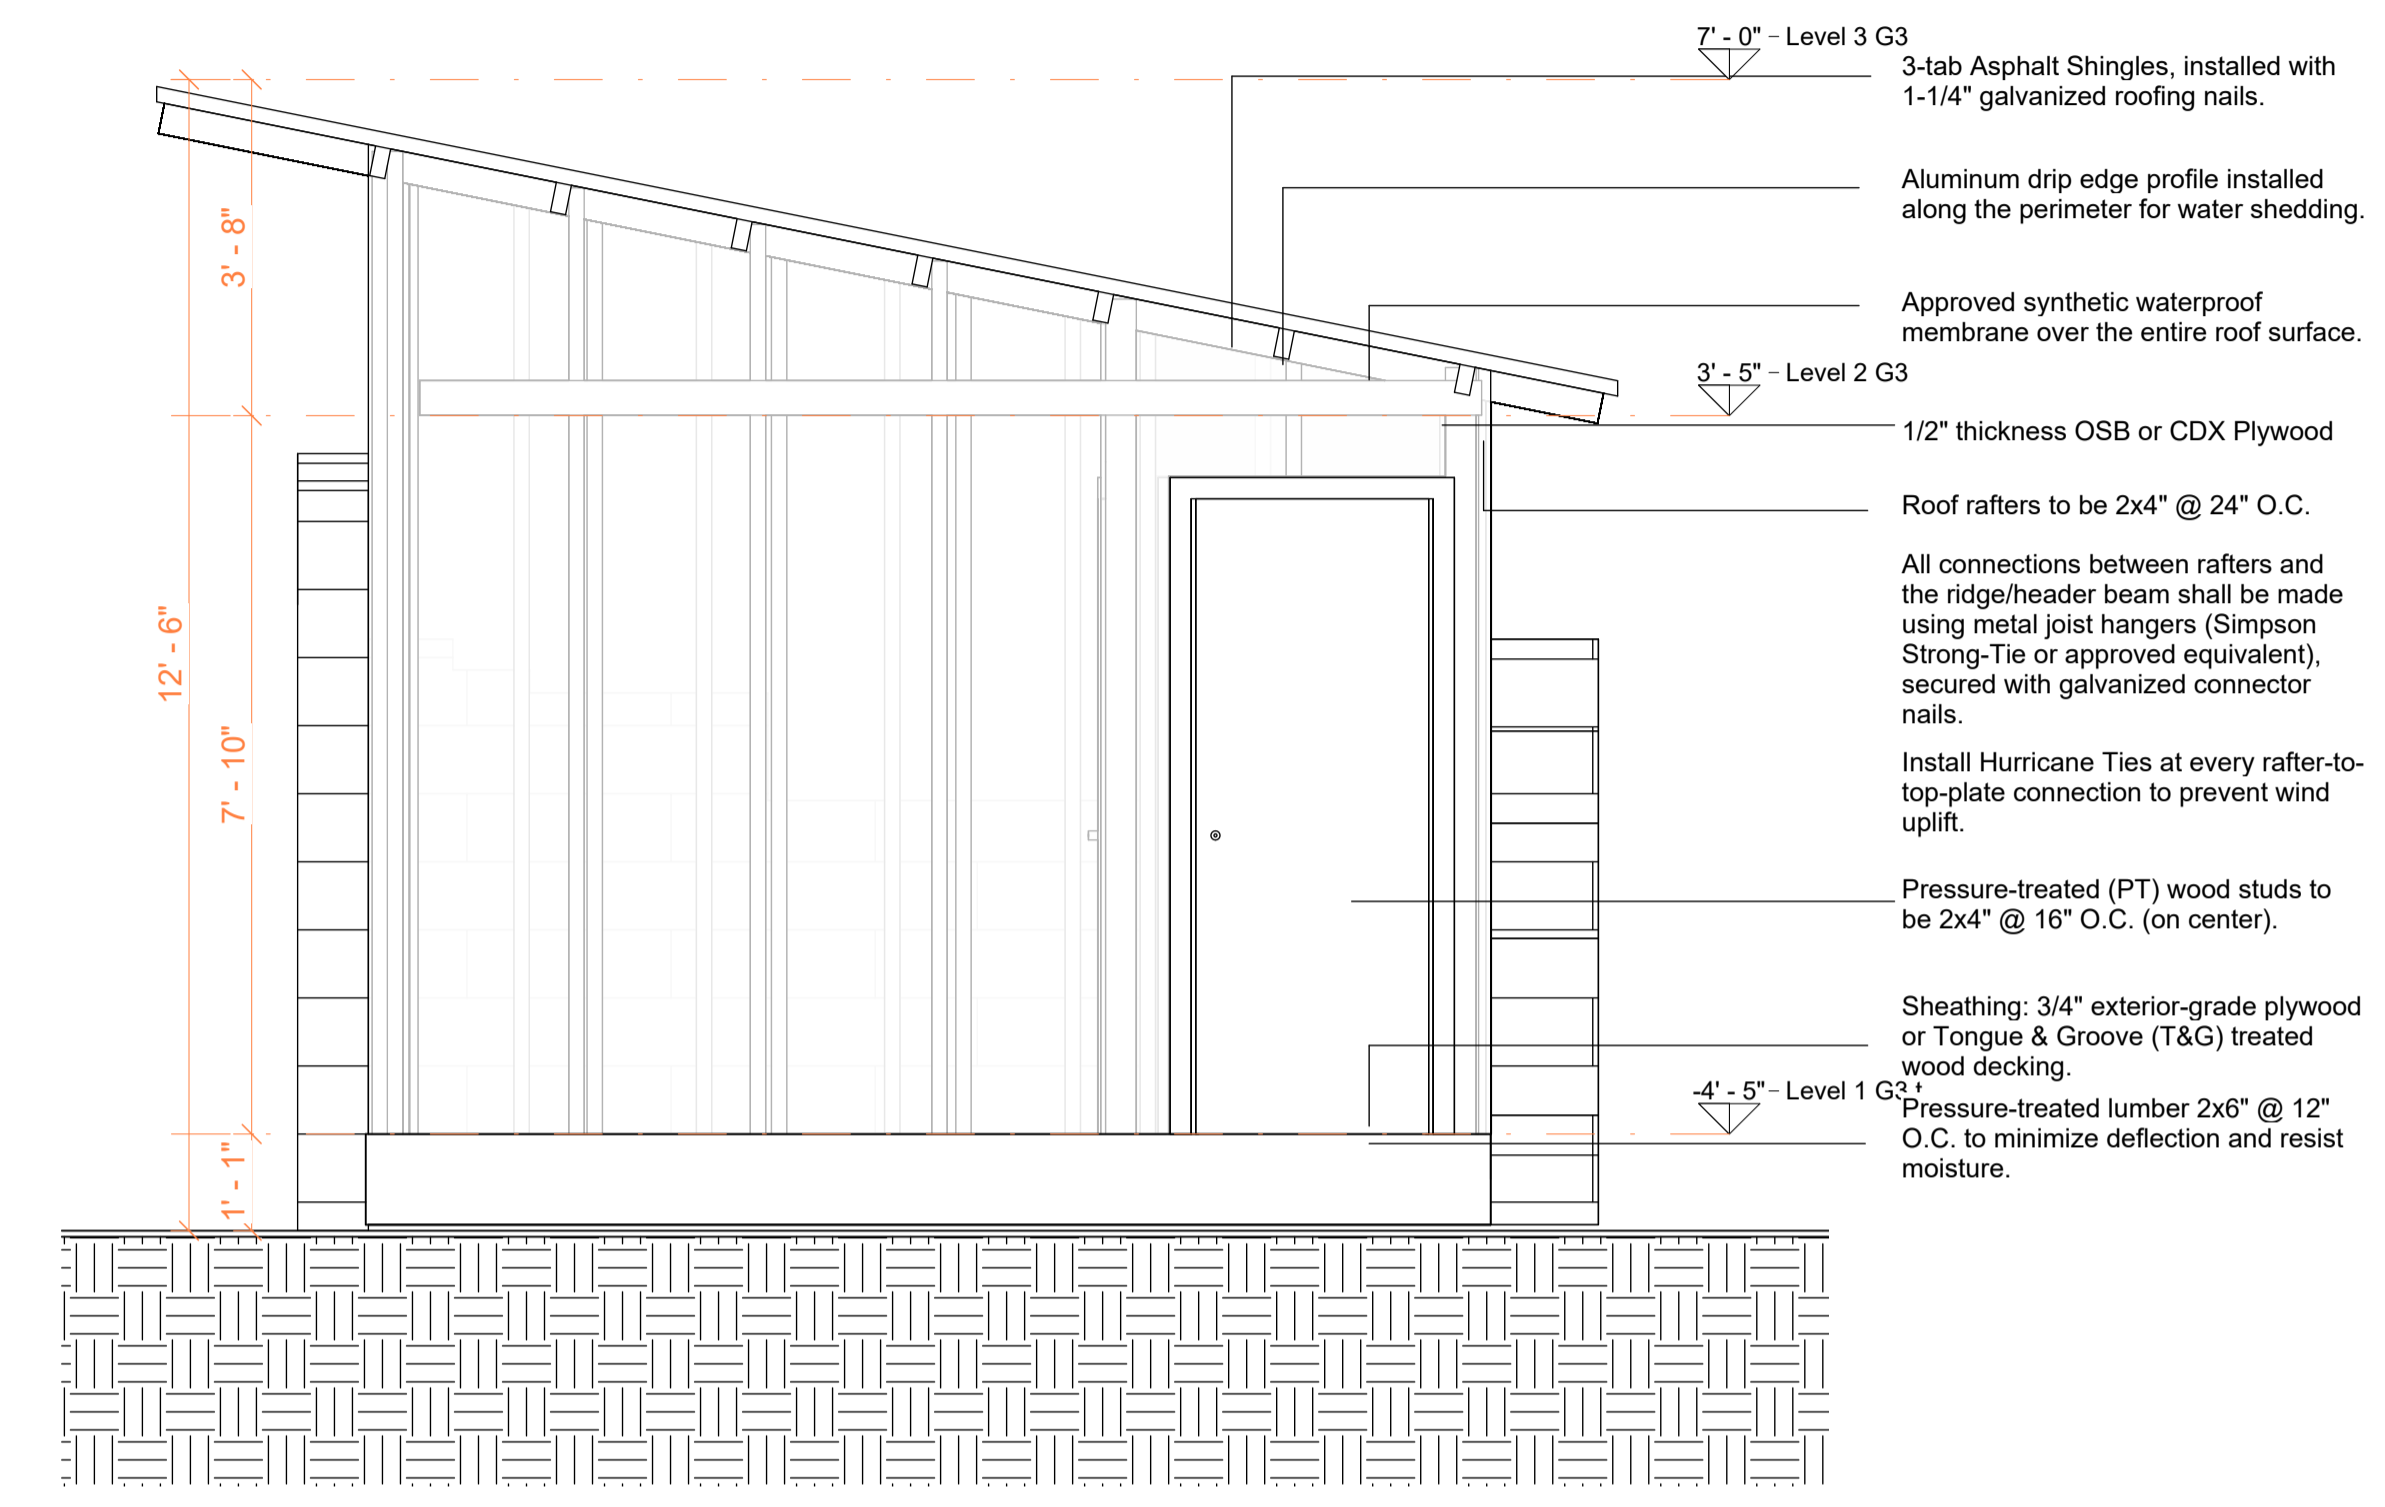 7' - 0" – Level 3 G3
3-tab Asphalt Shingles, installed with
1-1/4" galvanized roofing nails.
Aluminum drip edge profile installed
along the perimeter for water shedding.
Approved synthetic waterproof
membrane over the entire roof surface.
3' - 5" – Level 2 G3
1/2" thickness OSB or CDX Plywood
Roof rafters to be 2x4" @ 24" O.C.
All connections between rafters and
the ridge/header beam shall be made
using metal joist hangers (Simpson
Strong-Tie or approved equivalent),
secured with galvanized connector
nails.
Install Hurricane Ties at every rafter-to-
top-plate connection to prevent wind
uplift.
Pressure-treated (PT) wood studs to
be 2x4" @ 16" O.C. (on center).
Sheathing: 3/4" exterior-grade plywood
or Tongue & Groove (T&G) treated
wood decking.
-4' - 5" – Level 1 G3
Pressure-treated lumber 2x6" @ 12"
O.C. to minimize deflection and resist
moisture.
3' - 8"
12' - 6"
7' - 10"
1' - 1"